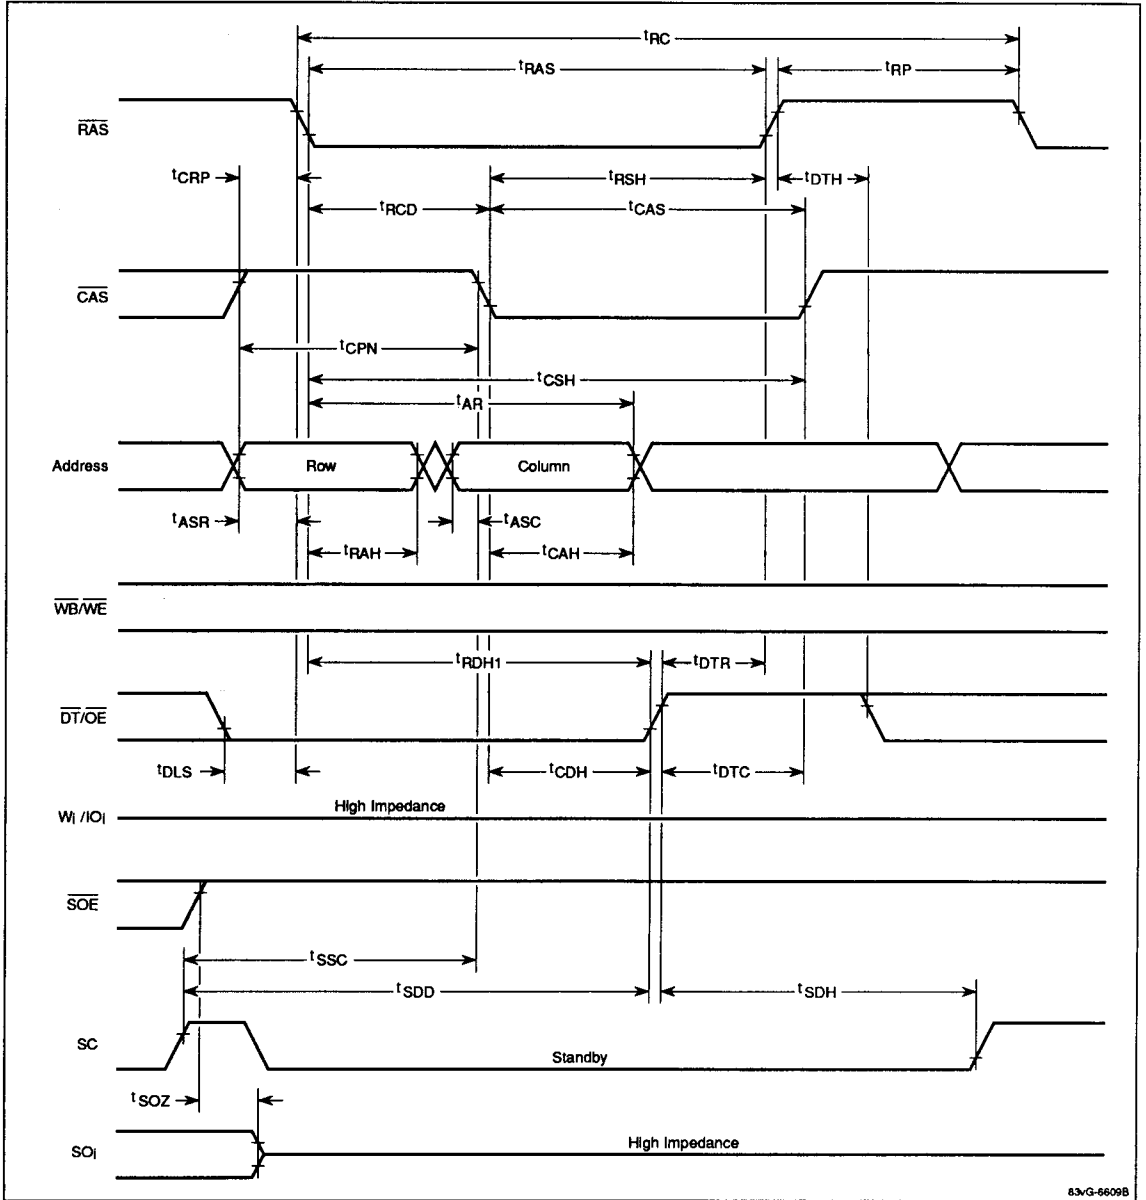 tRC
tRAS
tRP
RAS
tCRP
tRSH
tDTH
tRCD
tCAS
CAS
tCPN
tCSH
tAR
Address
Row
Column
tASR
tASC
tRAH
tCAH
WB/WE
tRDH1
tDTR
DT/OE
tDLS
tCDH
tDTC
High Impedance
Wi /IOi
SOE
tSSC
tSDD
tSDH
SC
Standby
tSOZ
SOi
High Impedance
83vG-6609B